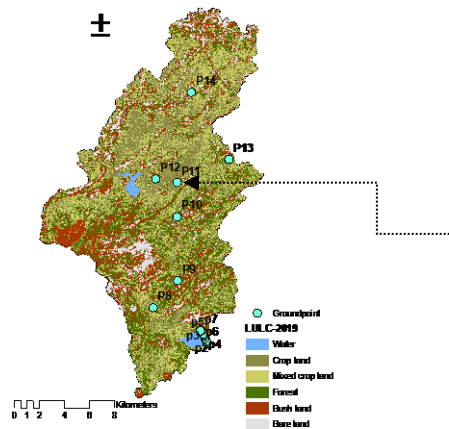 ±
P14
P13
P12
P11
P10
P9
P8
p7
p5
p6
p3
p4
p2
Groundpoint
LULC-2019
Water
Crop land
Mixed crop land
Forest
Bush land
Bare land
Kilometers
0 1 2 4 6 8